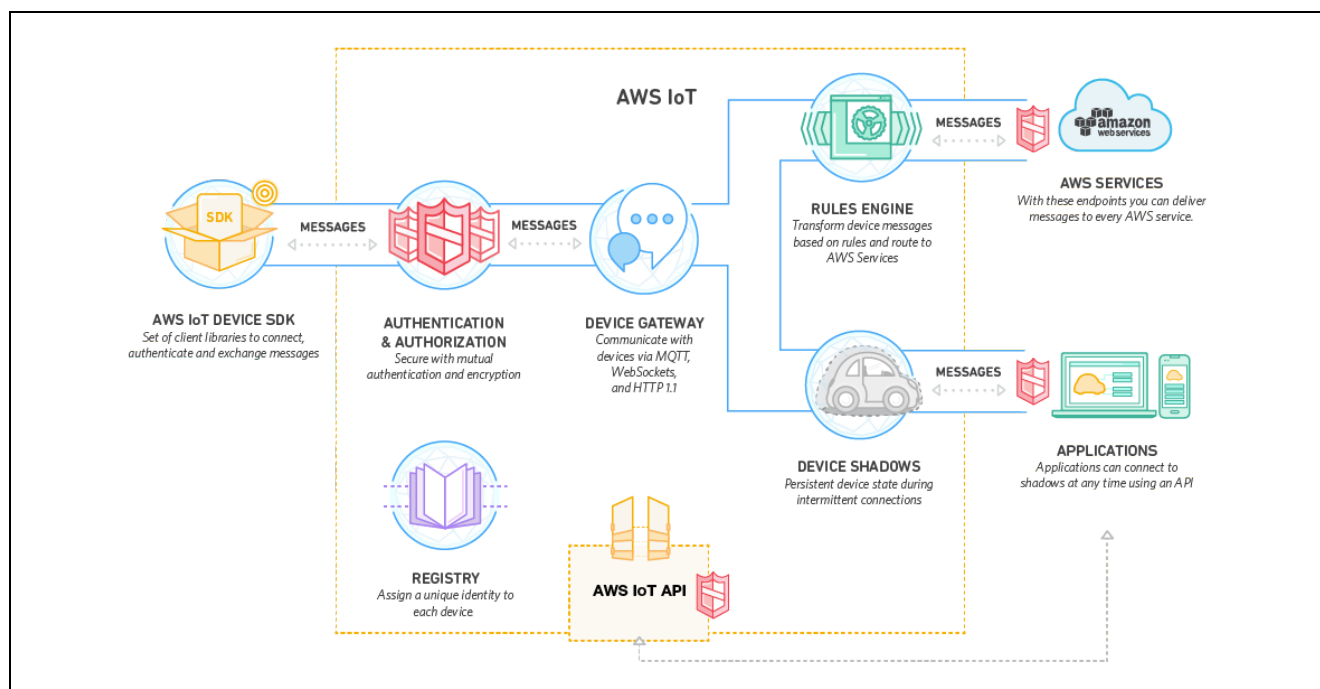 AWS IoT
MESSAGES
amazon
webservices
AWS SERVICES
With these endpoints you can deliver
messages to every AWS service.
RULES ENGINE
Transform device messages
based on rules and route to
AWS Services
SDK
MESSAGES
MESSAGES
AWS IoT DEVICE SDK
Set of client libraries to connect,
authenticate and exchange messages
AUTHENTICATION
& AUTHORIZATION
Secure with mutual
authentication and encryption
DEVICE GATEWAY
Communicate with
devices via MQTT,
WebSockets,
and HTTP 1.1
MESSAGES
DEVICE SHADOWS
Persistent device state during
intermittent connections
APPLICATIONS
Applications can connect to
shadows at any time using an API
REGISTRY
Assign a unique identity to
each device
AWS IoT API